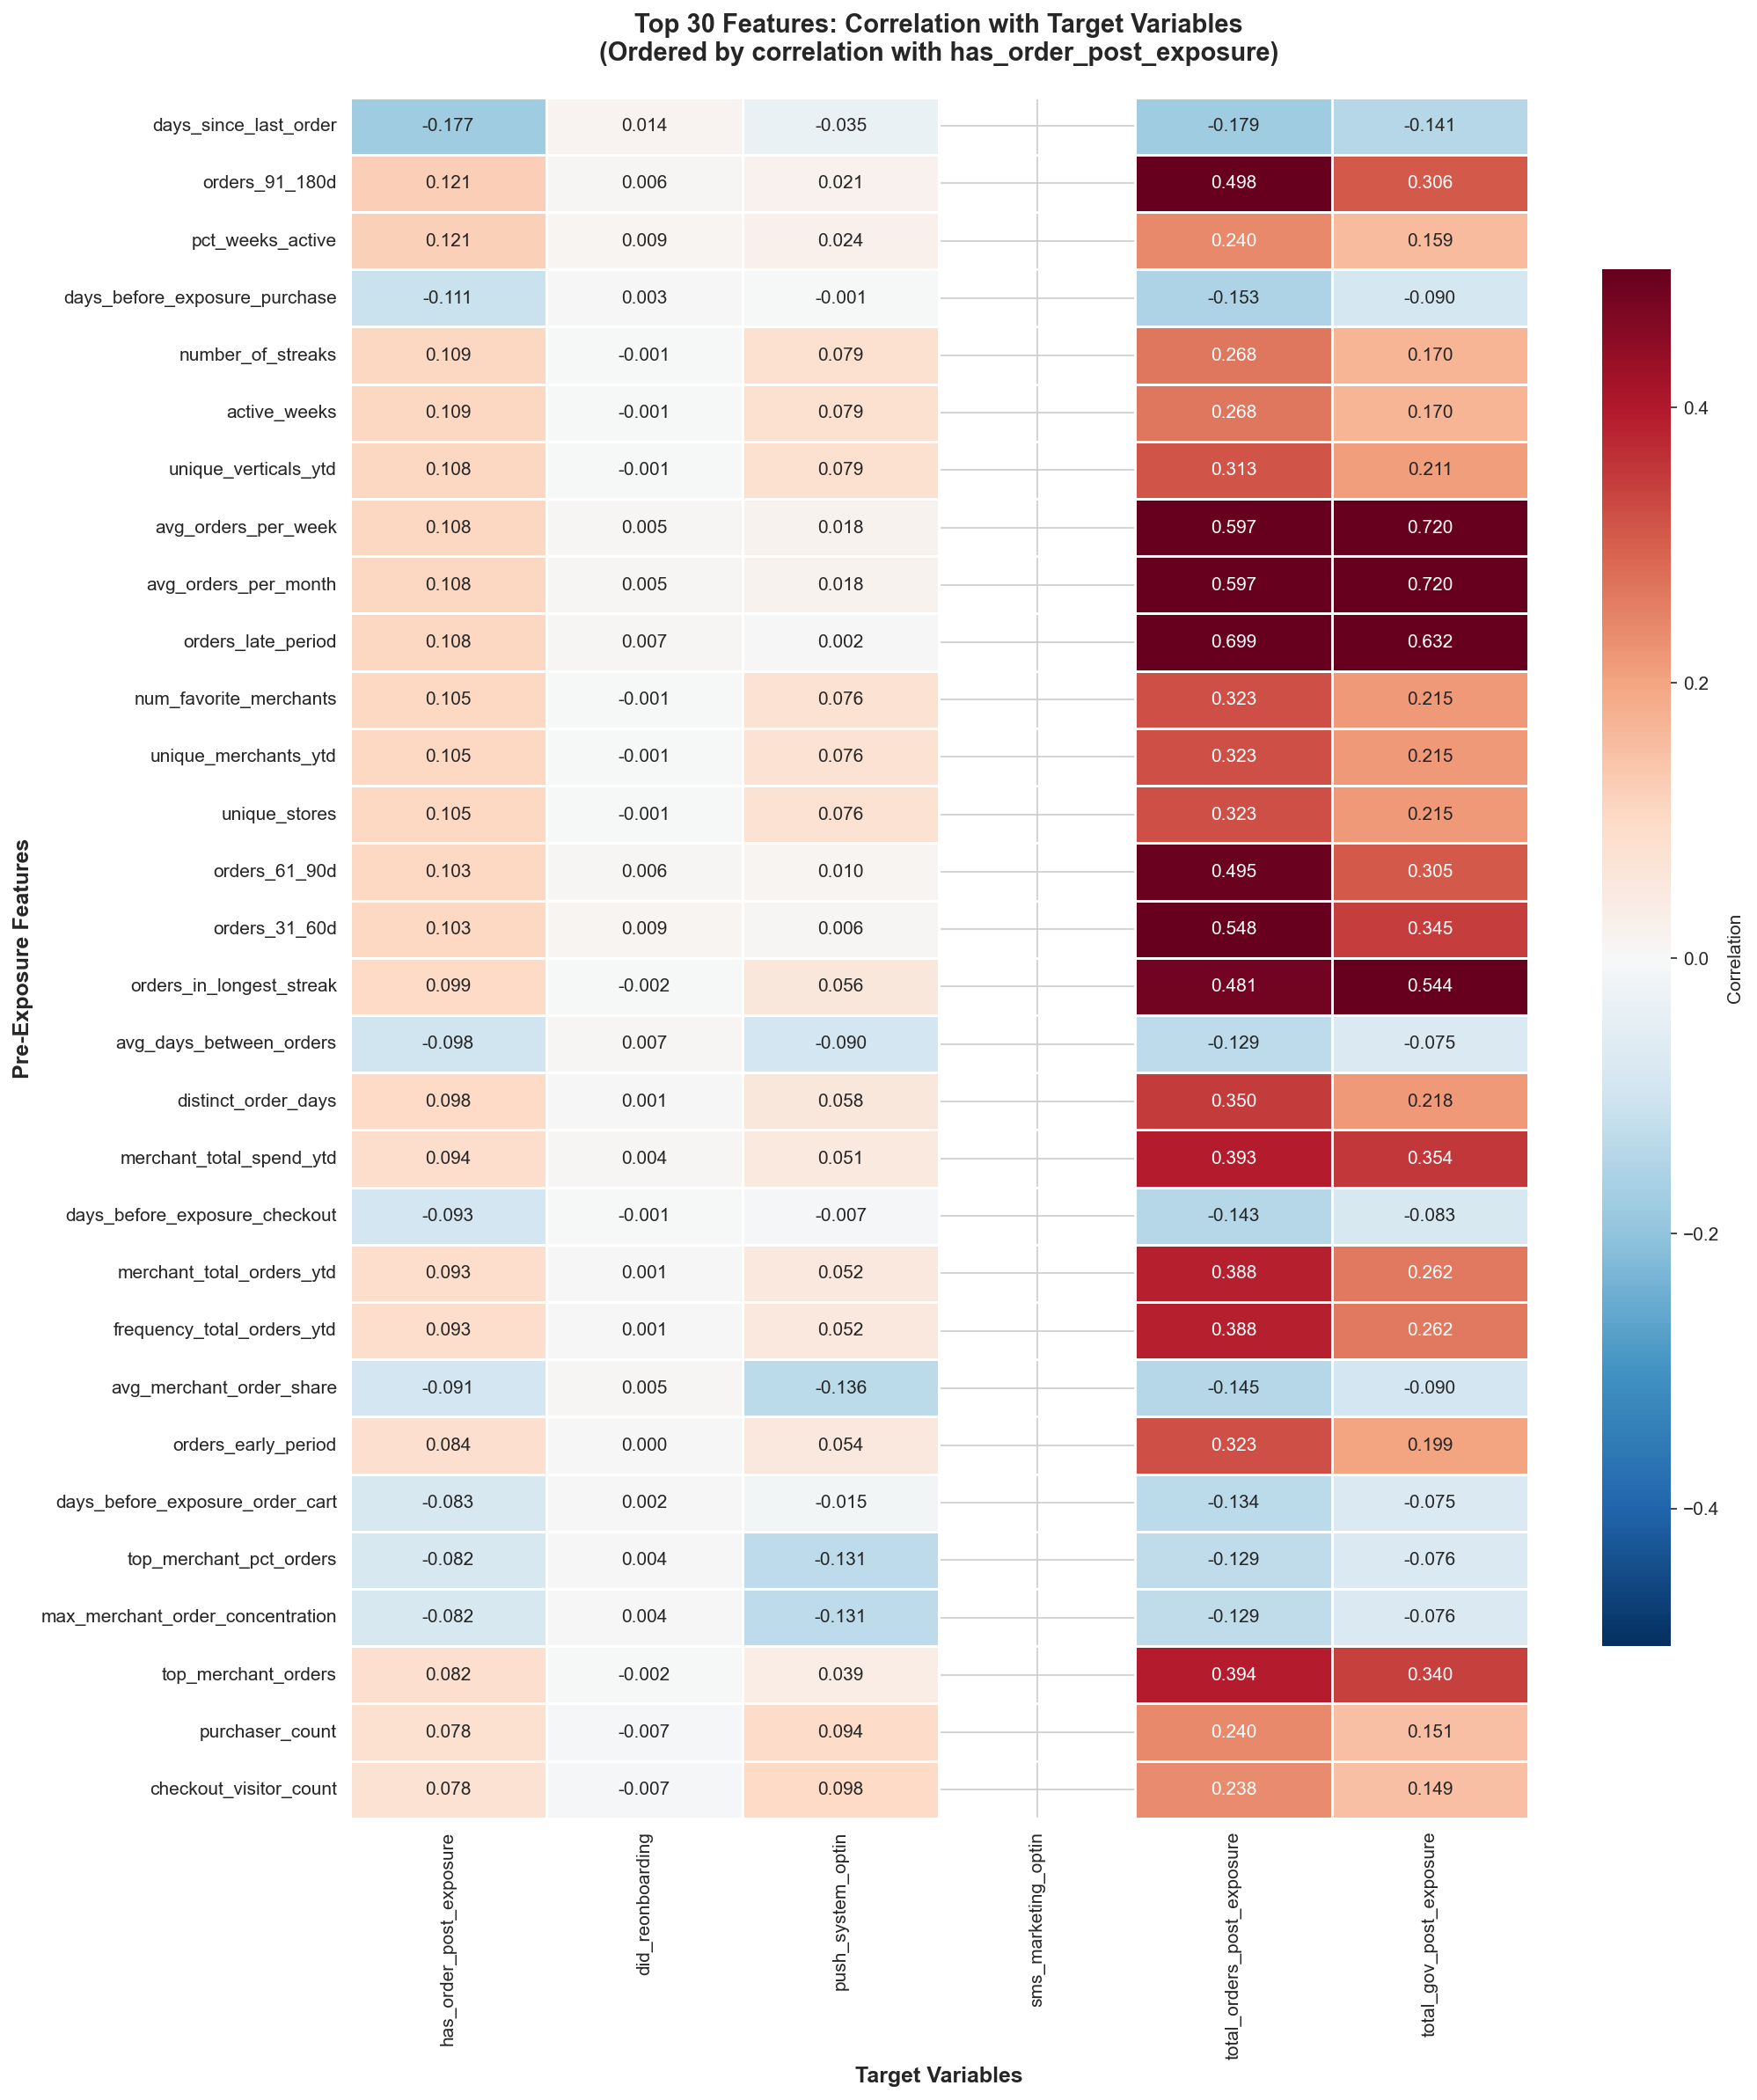 Top 30 Features: Correlation with Target Variables
(Ordered by correlation with has_order_post_exposure)
Pre-Exposure Features
days_since_last_order -0.177 0.014 -0.035 -0.179 -0.141
orders_91_180d 0.121 0.006 0.021 0.498 0.306
pct_weeks_active 0.121 0.009 0.024 0.240 0.159
days_before_exposure_purchase -0.111 0.003 -0.001 -0.153 -0.090
number_of_streaks 0.109 -0.001 0.079 0.268 0.170
active_weeks 0.109 -0.001 0.079 0.268 0.170
unique_verticals_ytd 0.108 -0.001 0.079 0.313 0.211
avg_orders_per_week 0.108 0.005 0.018 0.597 0.720
avg_orders_per_month 0.108 0.005 0.018 0.597 0.720
orders_late_period 0.108 0.007 0.002 0.699 0.632
num_favorite_merchants 0.105 -0.001 0.076 0.323 0.215
unique_merchants_ytd 0.105 -0.001 0.076 0.323 0.215
unique_stores 0.105 -0.001 0.076 0.323 0.215
orders_61_90d 0.103 0.006 0.010 0.495 0.305
orders_31_60d 0.103 0.009 0.006 0.548 0.345
orders_in_longest_streak 0.099 -0.002 0.056 0.481 0.544
avg_days_between_orders -0.098 0.007 -0.090 -0.129 -0.075
distinct_order_days 0.098 0.001 0.058 0.350 0.218
merchant_total_spend_ytd 0.094 0.004 0.051 0.393 0.354
days_before_exposure_checkout -0.093 -0.001 -0.007 -0.143 -0.083
merchant_total_orders_ytd 0.093 0.001 0.052 0.388 0.262
frequency_total_orders_ytd 0.093 0.001 0.052 0.388 0.262
avg_merchant_order_share -0.091 0.005 -0.136 -0.145 -0.090
orders_early_period 0.084 0.000 0.054 0.323 0.199
days_before_exposure_order_cart -0.083 0.002 -0.015 -0.134 -0.075
top_merchant_pct_orders -0.082 0.004 -0.131 -0.129 -0.076
max_merchant_order_concentration -0.082 0.004 -0.131 -0.129 -0.076
top_merchant_orders 0.082 -0.002 0.039 0.394 0.340
purchaser_count 0.078 -0.007 0.094 0.240 0.151
checkout_visitor_count 0.078 -0.007 0.098 0.238 0.149
has_order_post_exposure
did_reonboarding
push_system_optin
sms_marketing_optin
total_orders_post_exposure
total_gov_post_exposure
Target Variables
0.4
0.2
0.0
−0.2
−0.4
Correlation